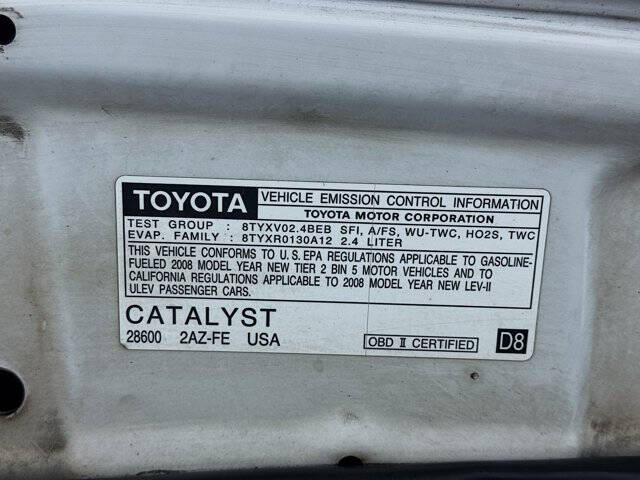 TOYOTA VEHICLE EMISSION CONTROL INFORMATION
TOYOTA MOTOR CORPORATION
TEST GROUP : 8TYXV02.4BEB SFI, A/FS, WU-TWC, HO2S, TWC
EVAP. FAMILY : 8TYXR0130A12 2.4 LITER
THIS VEHICLE CONFORMS TO U.S.EPA REGULATIONS APPLICABLE TO GASOLINE-
FUELED 2008 MODEL YEAR NEW TIER 2 BIN 5 MOTOR VEHICLES AND TO
CALIFORNIA REGULATIONS APPLICABLE TO 2008 MODEL YEAR NEW LEV-II
ULEV PASSENGER CARS.
CATALYST
28600 2AZ-FE USA
OBD II CERTIFIED
D8